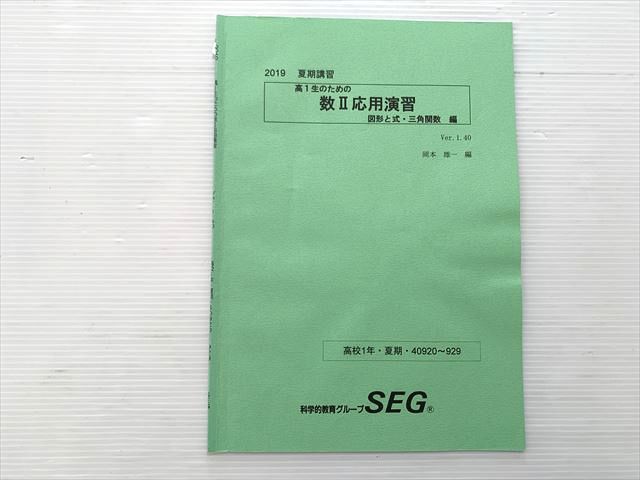 2019 夏期講習
高1生のための
数Ⅱ応用演習
図形と式・三角関数 編
Ver.1.40
岡本 雄一 編
高校1年・夏期・40920〜929
科学的教育グループSEG®